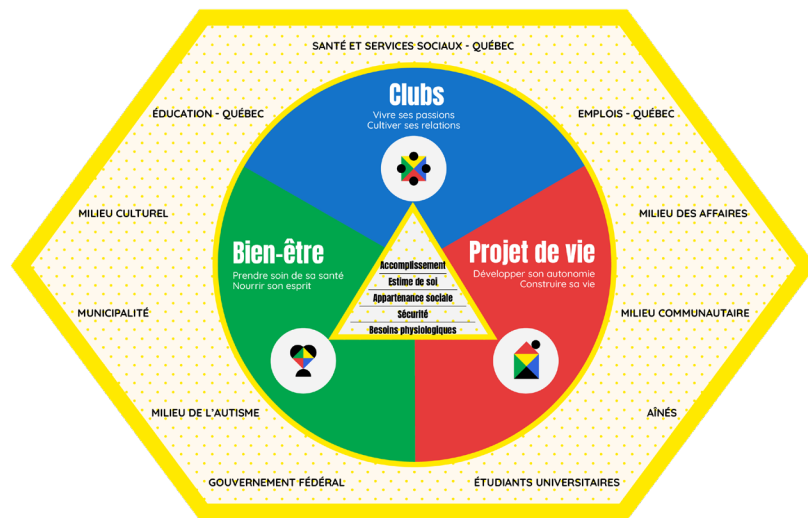 SANTÉ ET SERVICES SOCIAUX - QUÉBEC
ÉDUCATION - QUÉBEC
EMPLOIS - QUÉBEC
Clubs
Vivre ses passions
Cultiver ses relations
MILIEU CULTUREL
MILIEU DES AFFAIRES
Bien-être
Prendre soin de sa santé
Nourrir son esprit
Projet de vie
Développer son autonomie
Construire sa vie
Accomplissement
Estime de soi
Appartenance sociale
Sécurité
Besoins physiologiques
MUNICIPALITÉ
MILIEU COMMUNAUTAIRE
MILIEU DE L'AUTISME
AÎNÉS
GOUVERNEMENT FÉDÉRAL
ÉTUDIANTS UNIVERSITAIRES